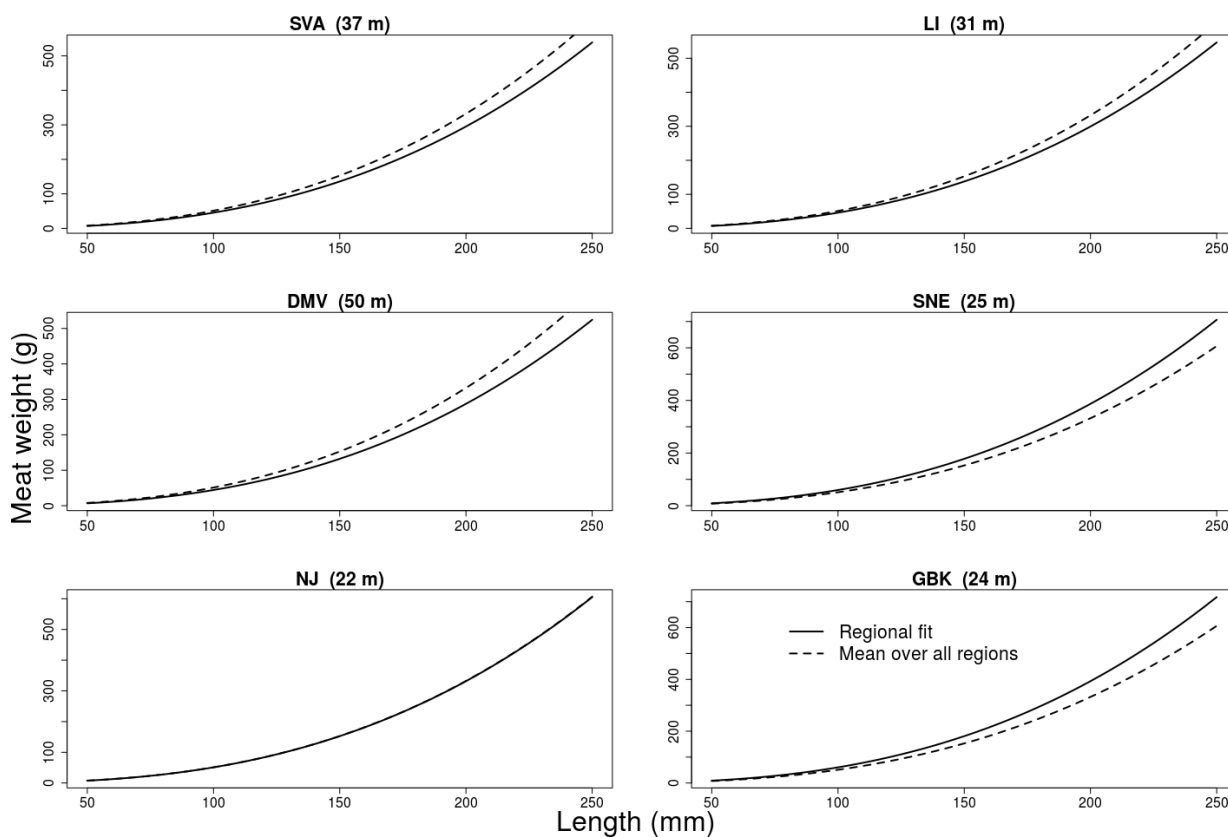 SVA (37 m)
500
300
100
0
50 100 150 200 250
LI (31 m)
500
300
100
0
50 100 150 200 250
DMV (50 m)
500
400
300
200
100
0
50 100 150 200 250
SNE (25 m)
600
400
200
0
50 100 150 200 250
NJ (22 m)
500
300
100
0
50 100 150 200 250
GBK (24 m)
600
400
200
0
50 100 150 200 250
Regional fit
Mean over all regions
Meat weight (g)
Length (mm)